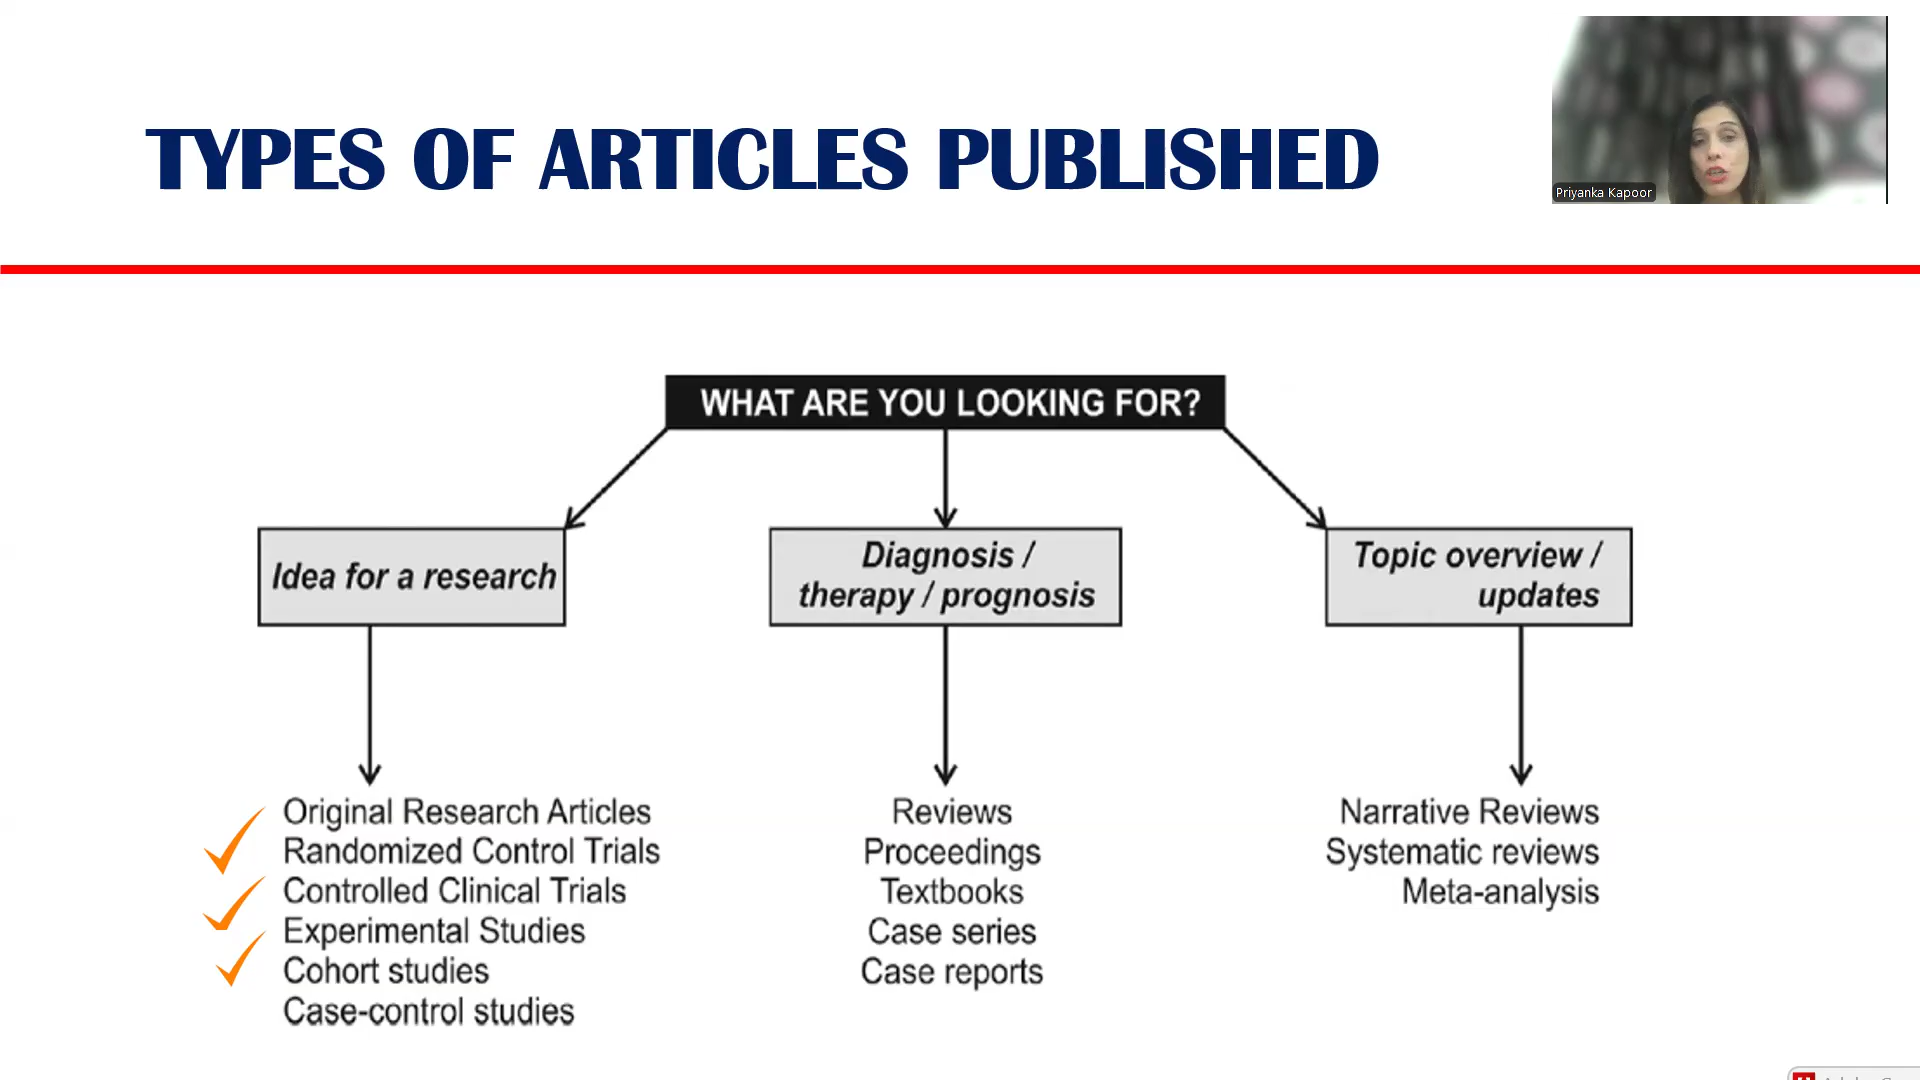 TYPES OF ARTICLES PUBLISHED
Priyanka Kapoor
WHAT ARE YOU LOOKING FOR?
Idea for a research
Diagnosis /
therapy / prognosis
Topic overview /
updates
Original Research Articles
Randomized Control Trials
Controlled Clinical Trials
Experimental Studies
Cohort studies
Case-control studies
Reviews
Proceedings
Textbooks
Case series
Case reports
Narrative Reviews
Systematic reviews
Meta-analysis